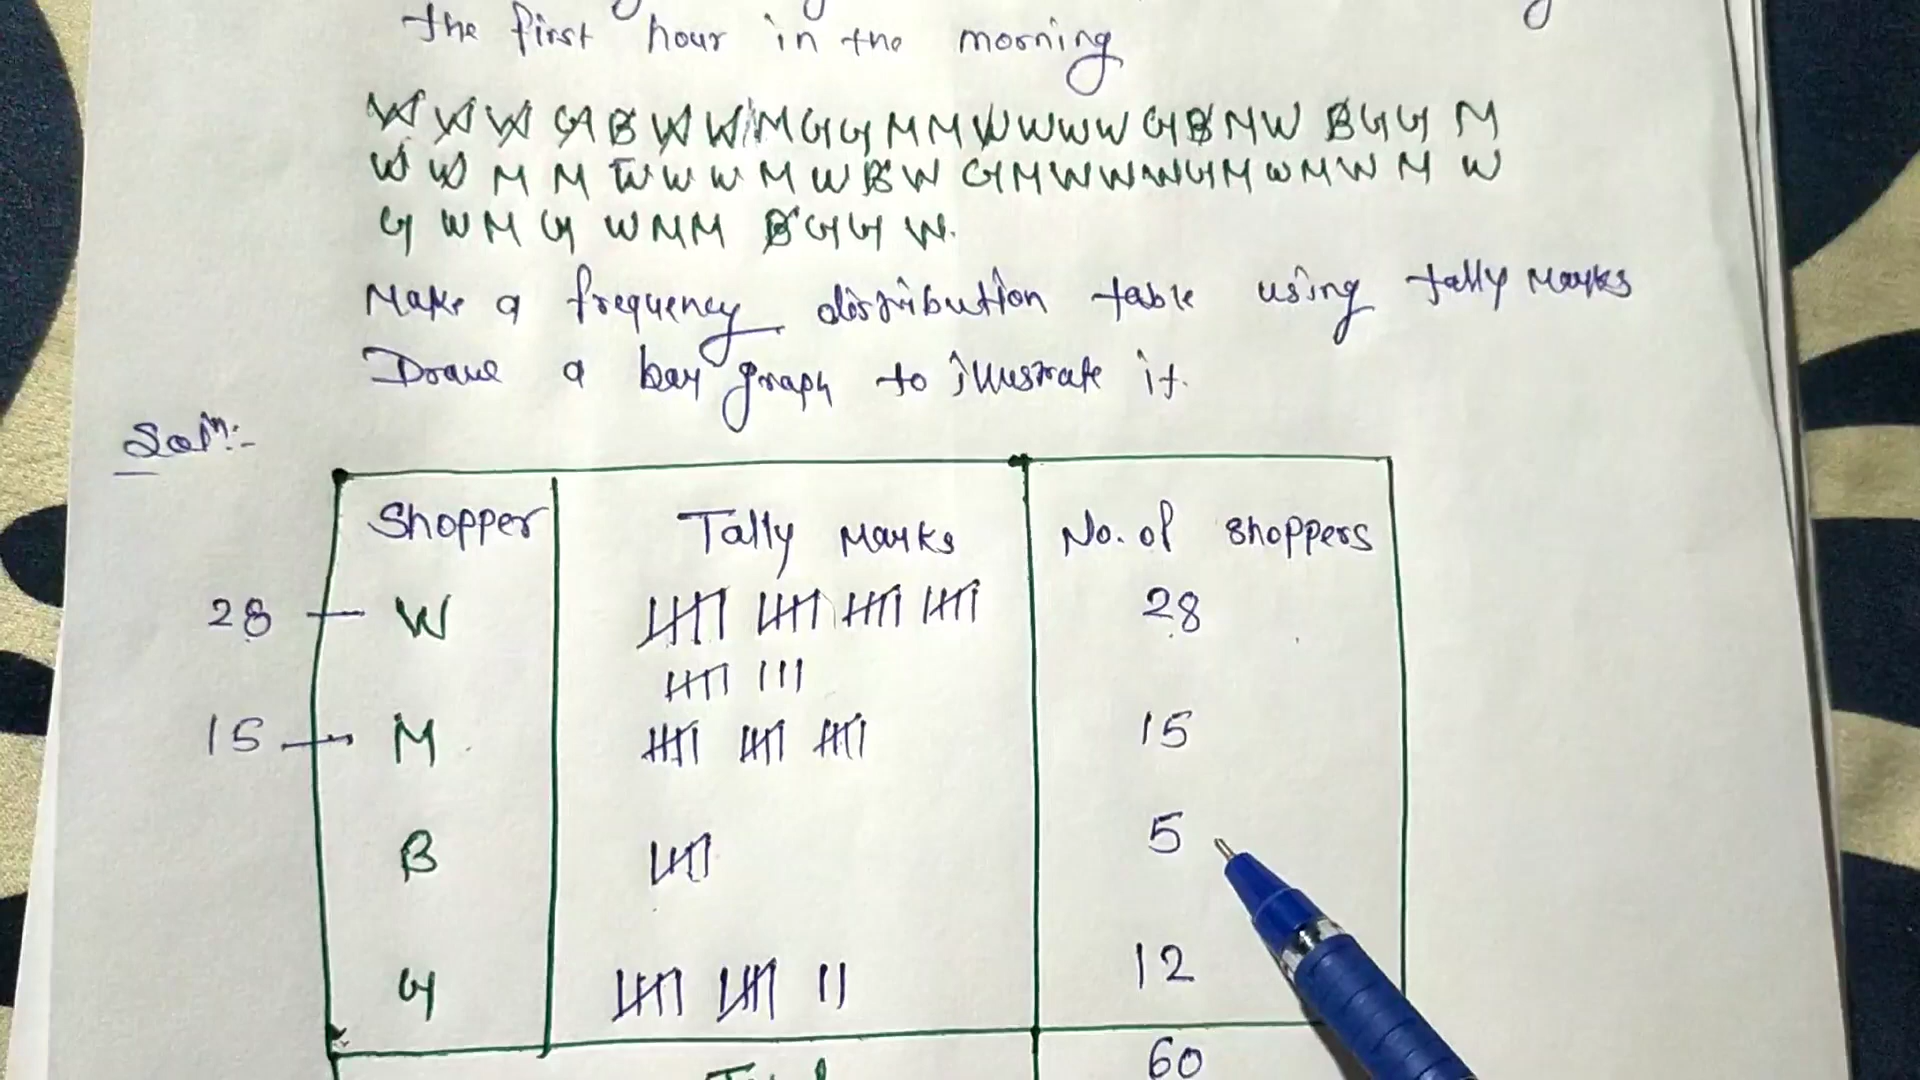 the first hour in the morning
W W W G B W W M G G M M W W W W G B M W B G G M
W W M M W W W M W B W G M W W W W G M W M W M W
G W M G W M M B G G W.
Make a frequency distribution table using tally Marks
Draw a bar graph to illustrate it.
Solⁿ:-
Shopper Tally Marks No. of shoppers
28 — W 28
15 — M 15
B 5
G 12
60